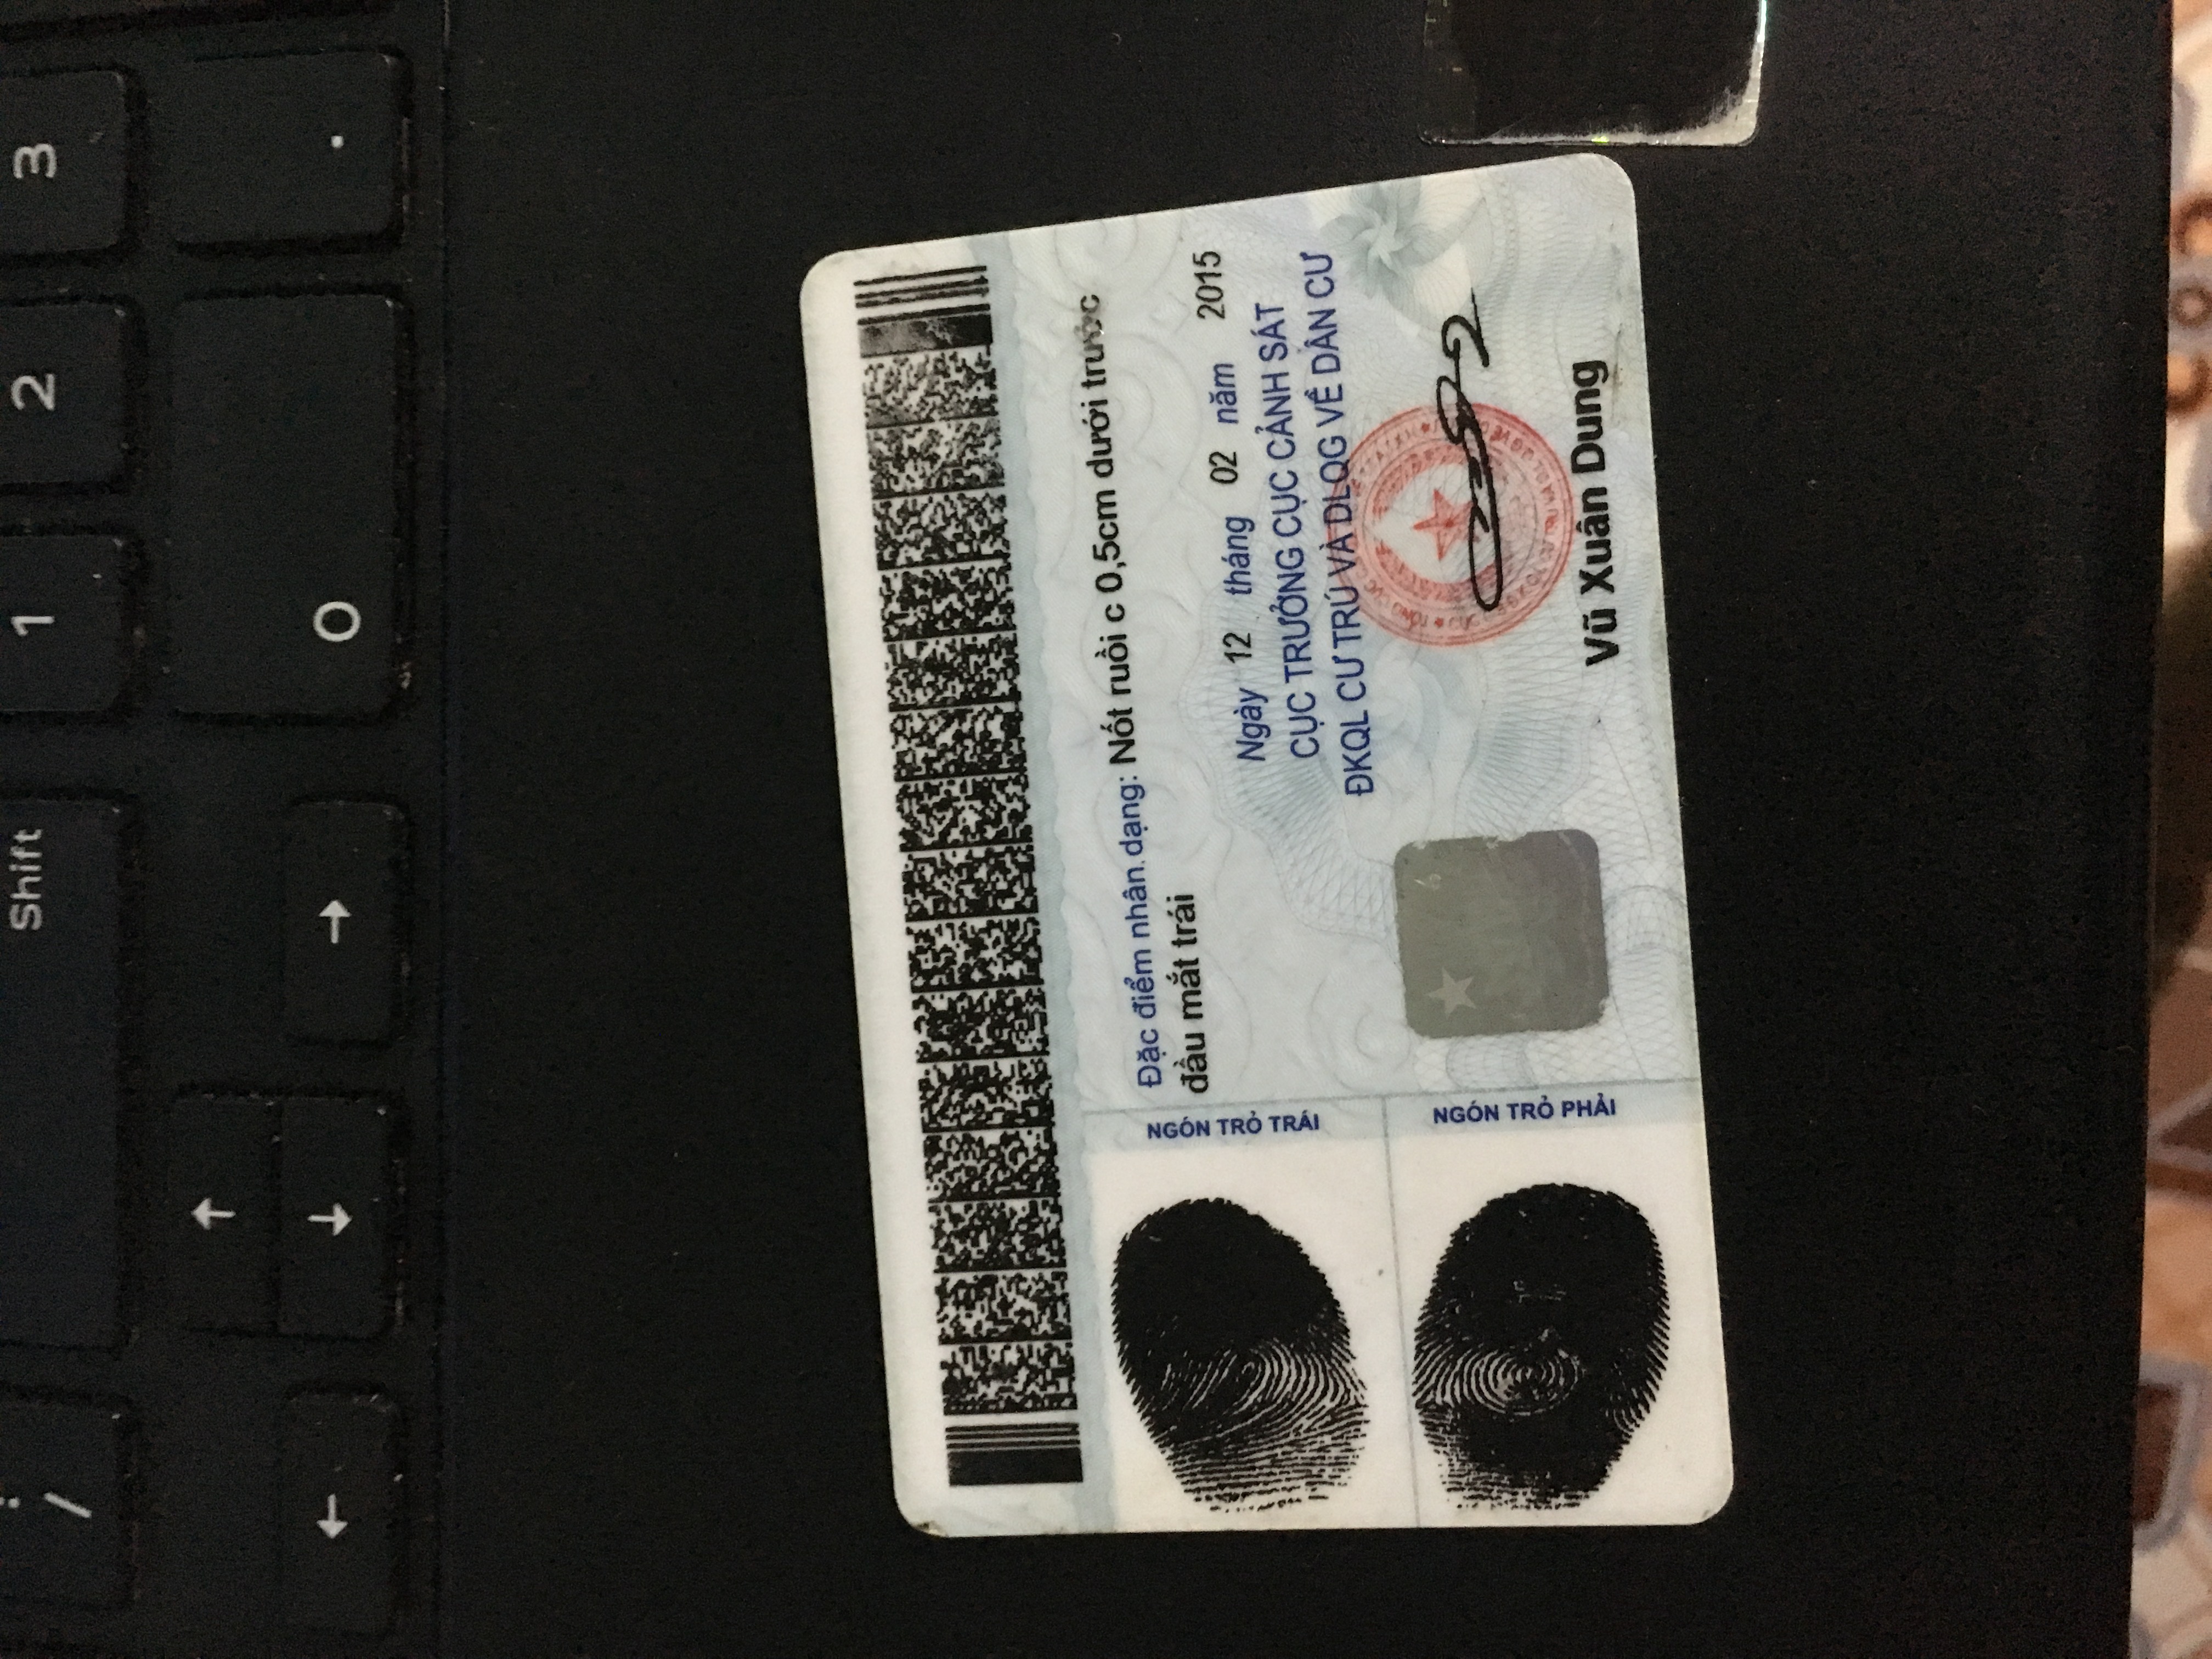 Đặc điểm nhân dạng: Nốt ruồi c 0,5cm dưới trước
đầu mắt trái
NGÓN TRỎ TRÁI
NGÓN TRỎ PHẢI
Ngày 12 tháng 02 năm 2015
CỤC TRƯỞNG CỤC CẢNH SÁT
ĐKQL CƯ TRÚ VÀ DLQG VỀ DÂN CƯ
Vũ Xuân Dung
/
Shift
0
1
2
.
3